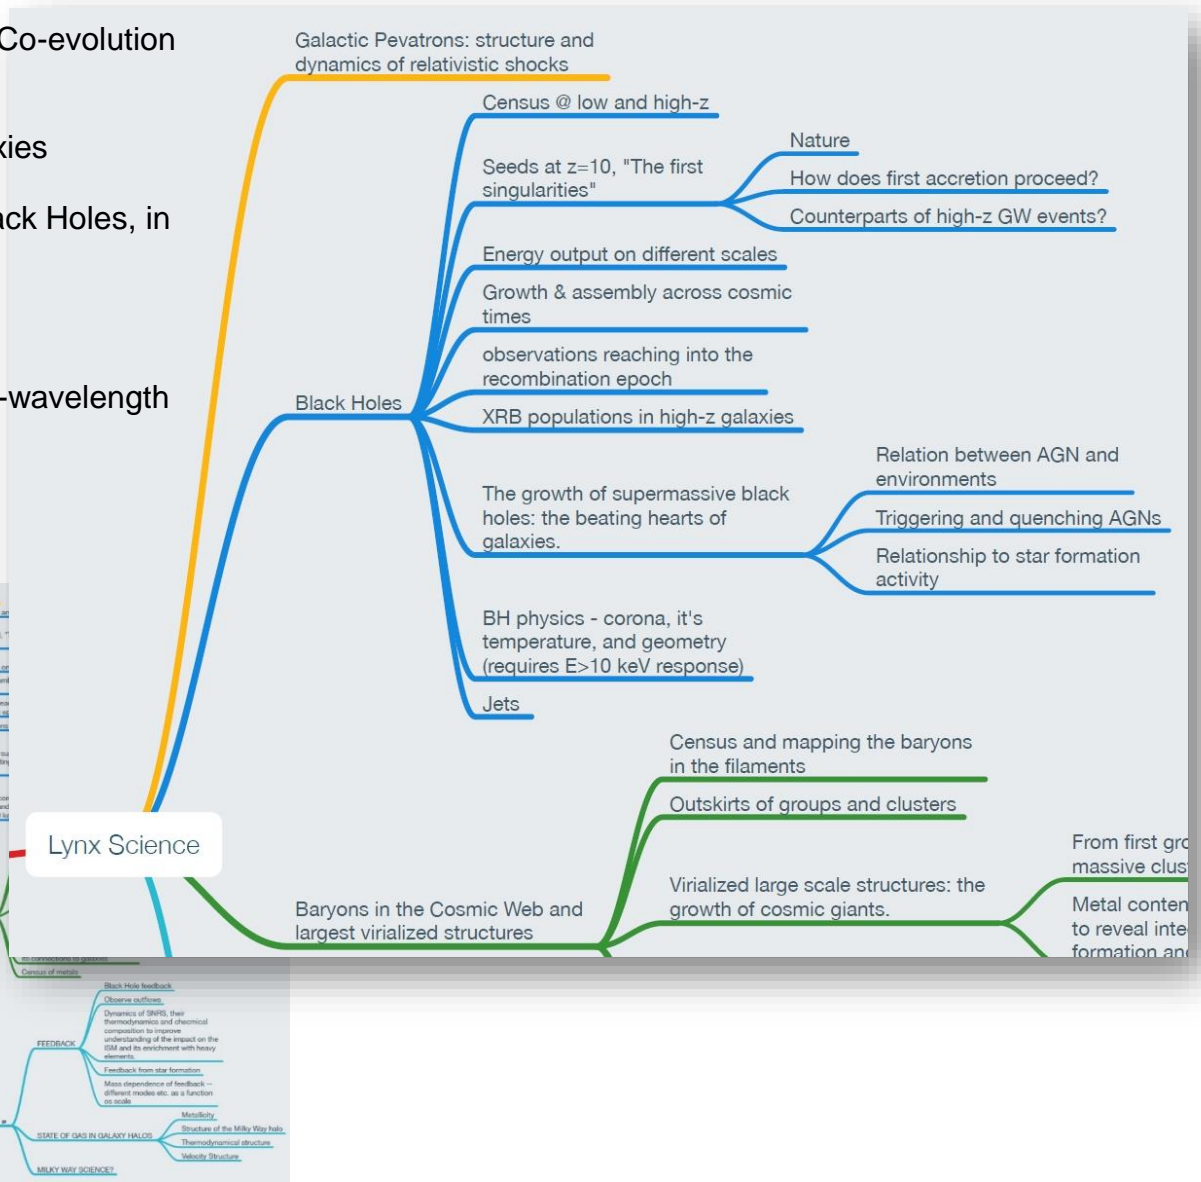 Co-evolution
Galactic Pevatrons: structure and
dynamics of relativistic shocks
Census @ low and high-z
Nature
Seeds at z=10, "The first
singularities"
How does first accretion proceed?
Black Holes, in
Counterparts of high-z GW events?
Energy output on different scales
Growth & assembly across cosmic
times
observations reaching into the
recombination epoch
-wavelength
Black Holes
XRB populations in high-z galaxies
Relation between AGN and
environments
The growth of supermassive black
holes: the beating hearts of
galaxies.
Triggering and quenching AGNs
Relationship to star formation
activity
BH physics - corona, it's
temperature, and geometry
(requires E>10 keV response)
Jets
Census and mapping the baryons
in the filaments
Outskirts of groups and clusters
Lynx Science
From first
massive
Virialized large scale structures: the
growth of cosmic giants.
Baryons in the Cosmic Web and
largest virialized structures
Metal
to reveal
formation
its connections to galaxies
Census of metals
Black Hole feedback
Observe outflows
Dynamics of SNRS, their
thermodynamics and checmical
composition to improve
understanding of the impact on the
ISM and its enrichment with heavy
elements.
FEEDBACK
Feedback from star formation
Mass dependence of feedback --
different modes etc. as a function
os scale
Metallicity
Structure of the Milky Way halo
STATE OF GAS IN GALAXY HALOS
Thermodynamical structure
Velocity Structure
MILKY WAY SCIENCE?